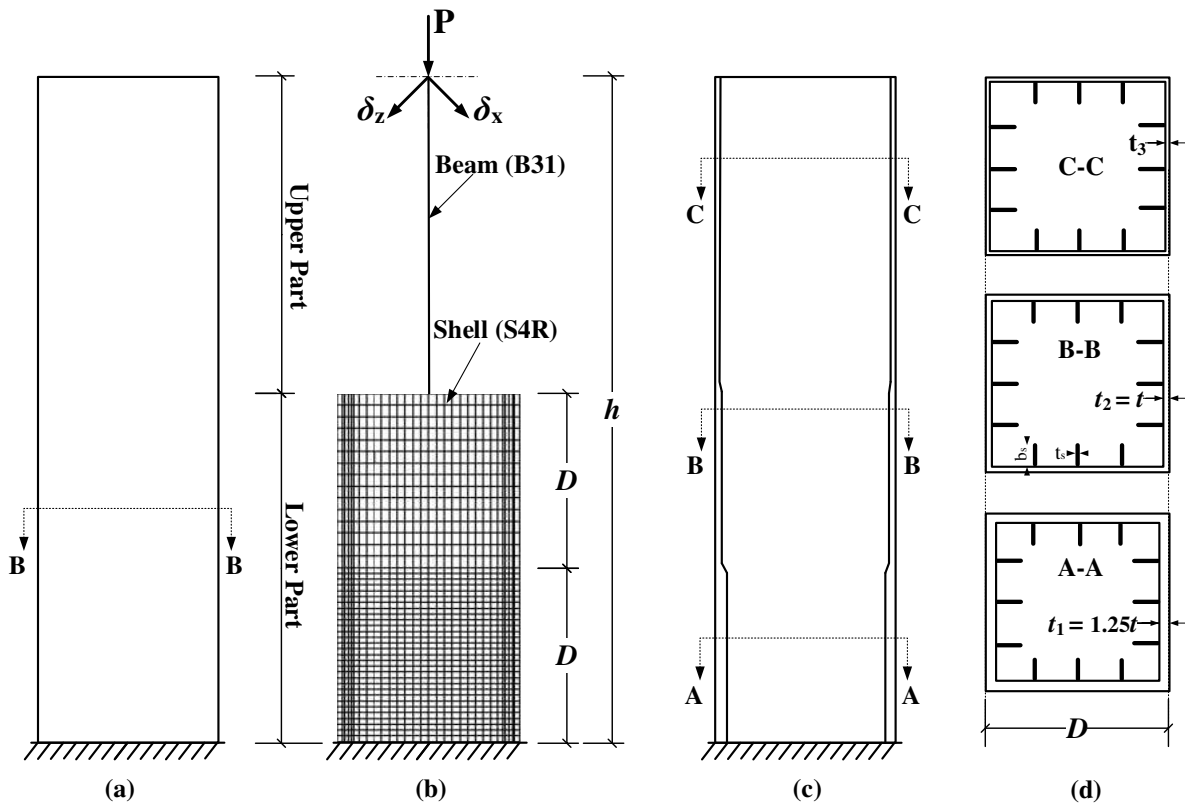 Upper Part
Lower Part
B
B
(a)
P
δz
δx
Beam (B31)
Shell (S4R)
D
D
h
(b)
C
C
B
B
A
A
(c)
C-C
t3
B-B
t2 = t
bs
ts
A-A
t1 = 1.25t
D
(d)